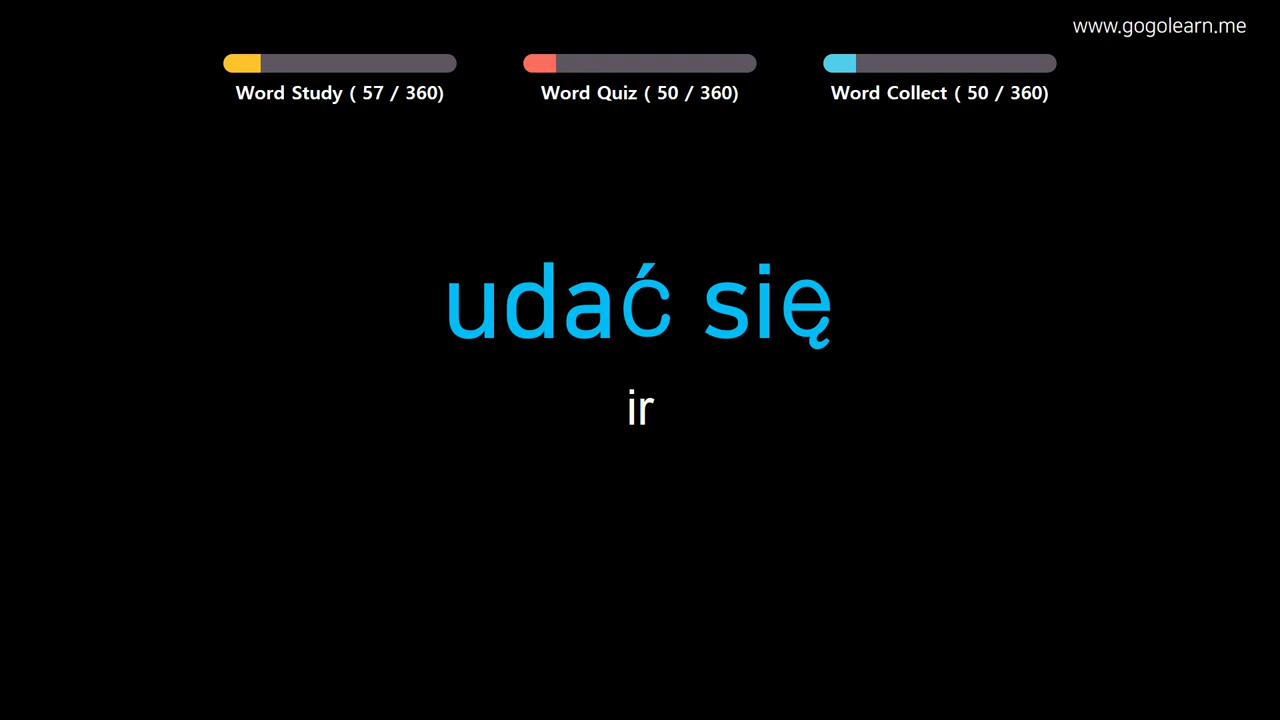 www.gogolearn.me
Word Study ( 57 / 360)
Word Quiz ( 50 / 360)
Word Collect ( 50 / 360)
udać się
ir